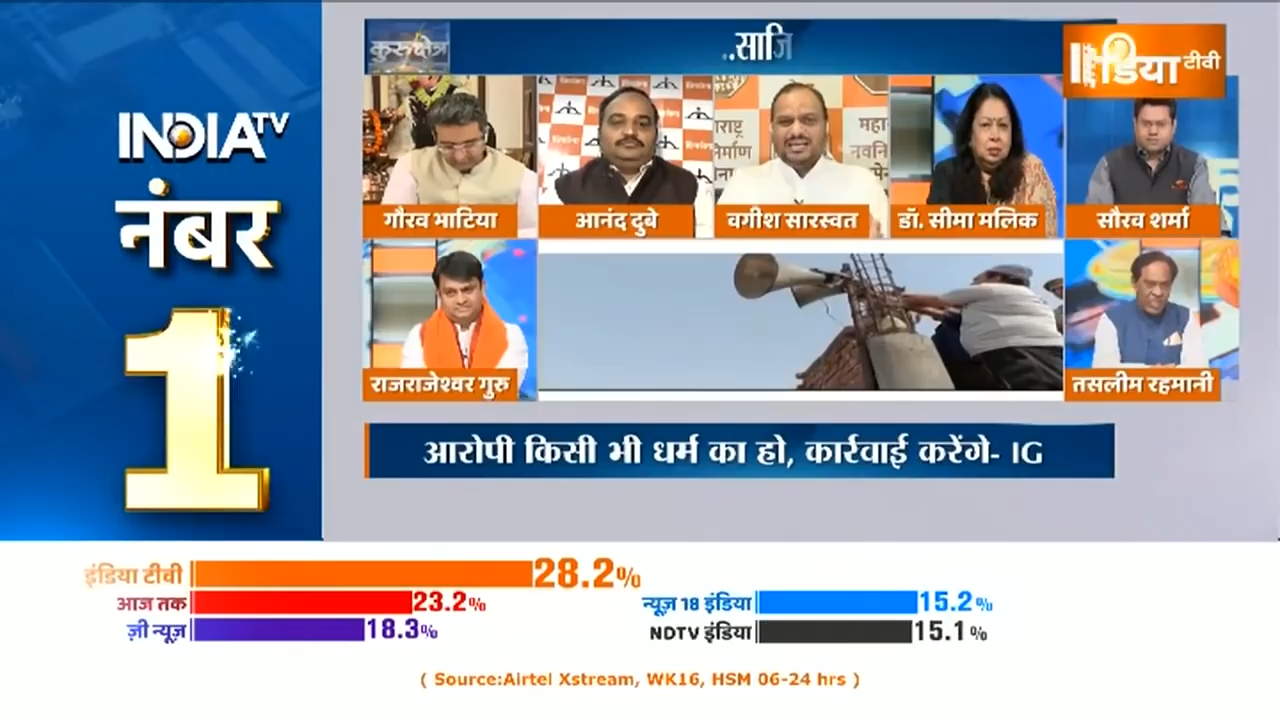 INDIA TV
नंबर
1
कुरुक्षेत्र
..साजि
इंडिया टीवी
गौरव भाटिया
आनंद दुबे
वगीश सारस्वत
डॉ. सीमा मलिक
सौरव शर्मा
राजराजेश्वर गुरु
तसलीम रहमानी
आरोपी किसी भी धर्म का हो, कार्रवाई करेंगे- IG
इंडिया टीवी 28.2%
आज तक 23.2%
ज़ी न्यूज़ 18.3%
न्यूज़ 18 इंडिया 15.2%
NDTV इंडिया 15.1%
( Source:Airtel Xstream, WK16, HSM 06-24 hrs )